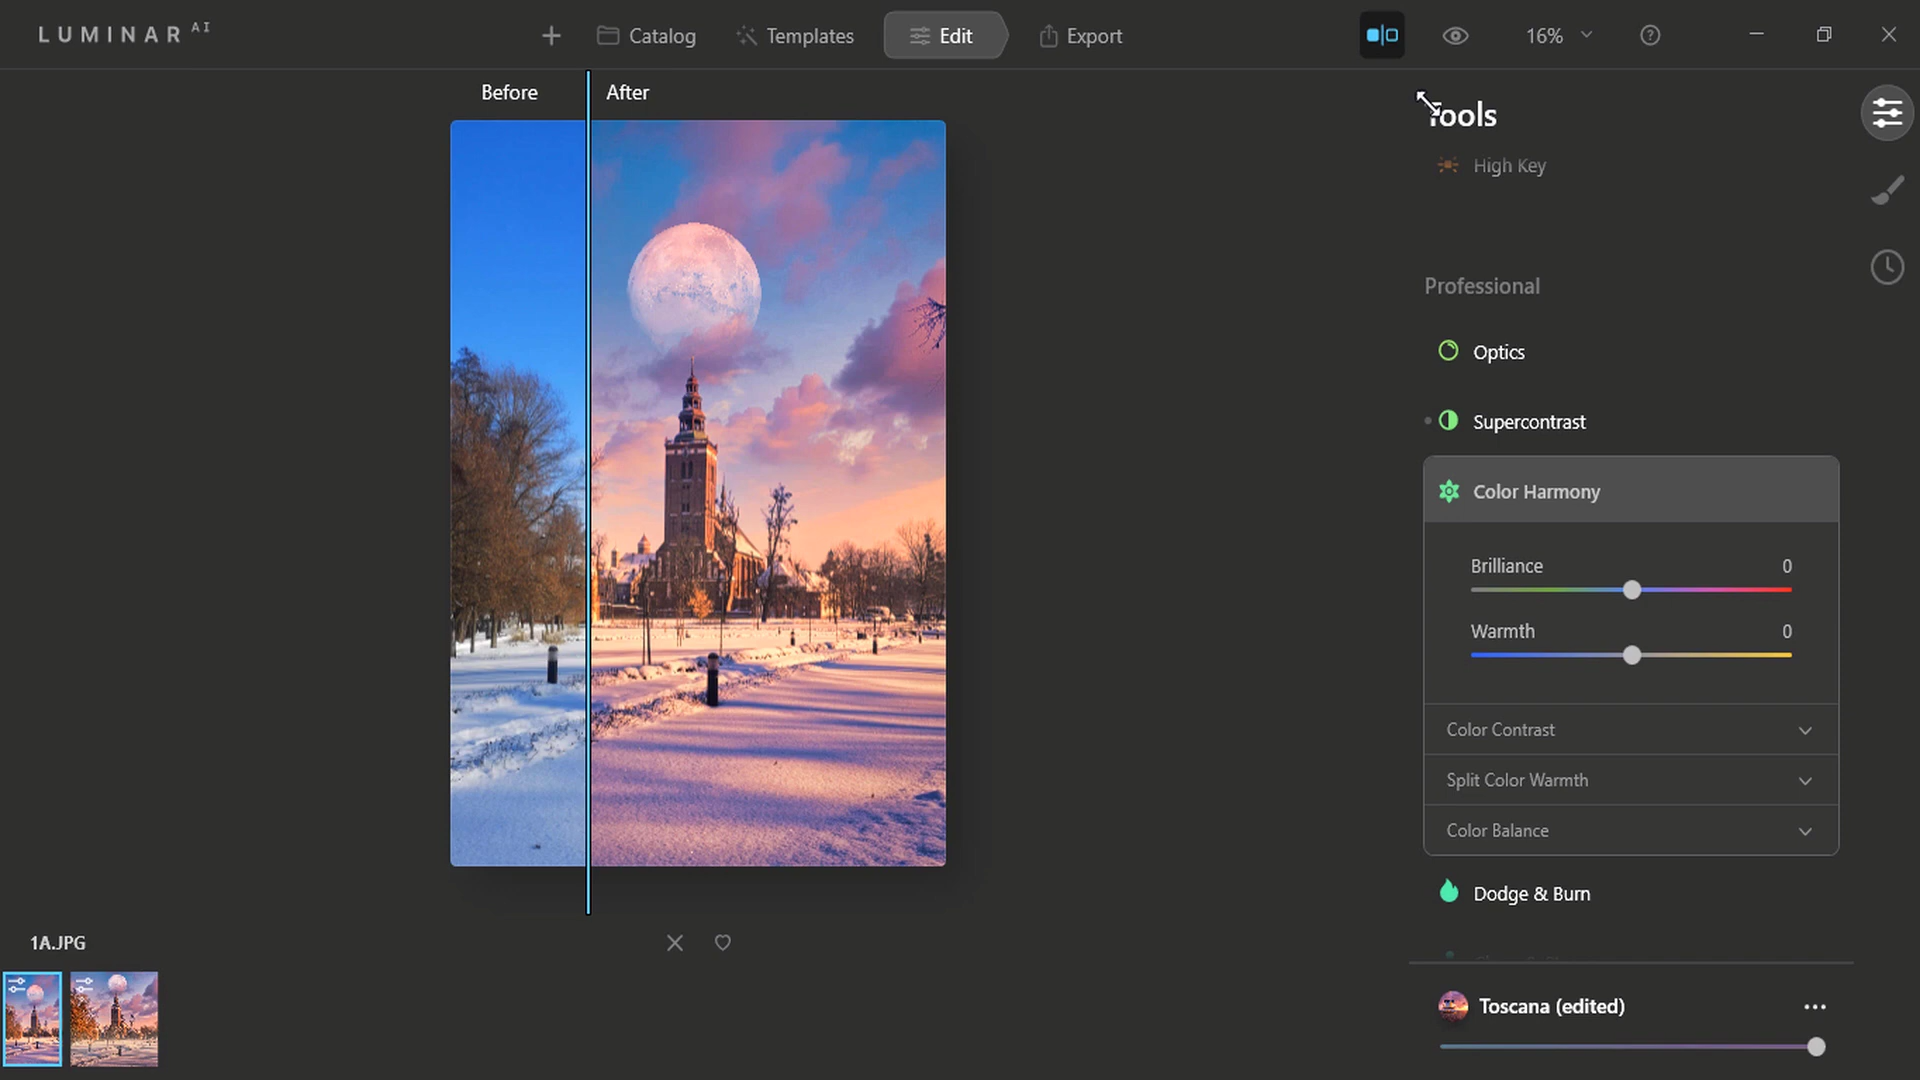 LUMINAR AI
Catalog
Templates
Edit
Export
16%
Before
After
Tools
High Key
Professional
Optics
Supercontrast
Color Harmony
Brilliance 0
Warmth 0
Color Contrast
Split Color Warmth
Color Balance
Dodge & Burn
1A.JPG
Toscana (edited)